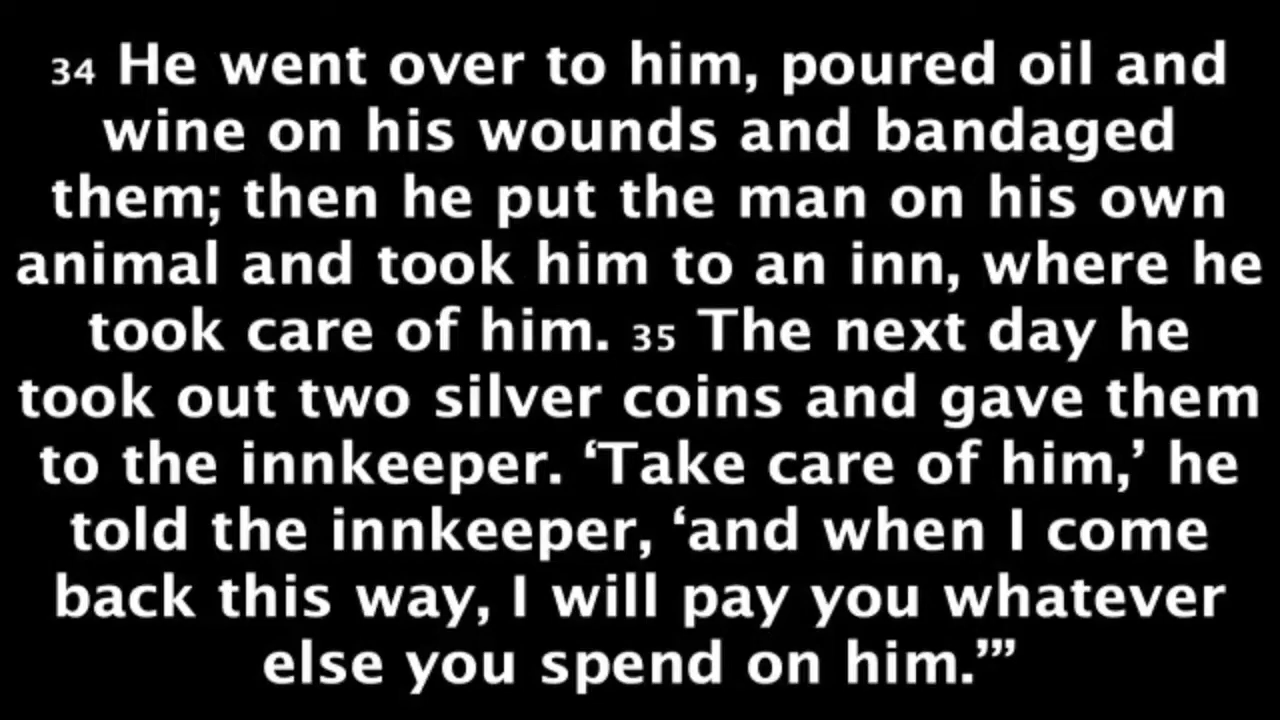 34 He went over to him, poured oil and
wine on his wounds and bandaged
them; then he put the man on his own
animal and took him to an inn, where he
took care of him. 35 The next day he
took out two silver coins and gave them
to the innkeeper. ‘Take care of him,’ he
told the innkeeper, ‘and when I come
back this way, I will pay you whatever
else you spend on him.’”